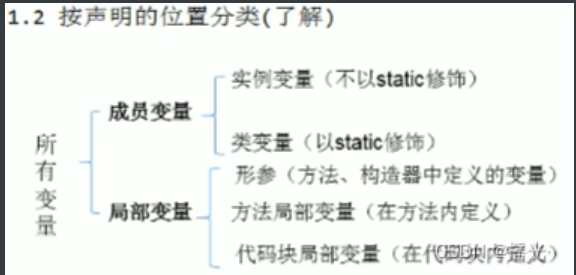 1.2 按声明的位置分类(了解)
所有变量
成员变量
实例变量（不以static修饰）
类变量（以static修饰）
局部变量
形参（方法、构造器中定义的变量）
方法局部变量（在方法内定义）
代码块局部变量（在代码块内